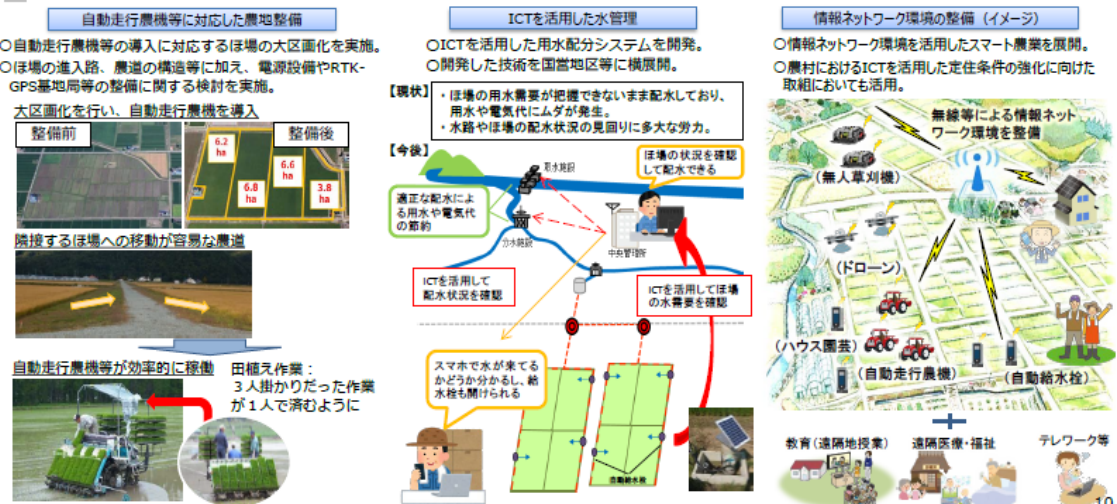 自動走行農機等に対応した農地整備
○自動走行農機等の導入に対応するほ場の大区画化を実施。
○ほ場の進入路、農道の構造等に加え、電源設備やRTK-
GPS基地局等の整備に関する検討を実施。
大区画化を行い、自動走行農機を導入
整備前
整備後
6.2
ha
6.6
ha
6.8
ha
3.8
ha
隣接するほ場への移動が容易な農道
自動走行農機等が効率的に稼働
田植え作業：
３人掛かりだった作業
が１人で済むように
ICTを活用した水管理
○ICTを活用した用水配分システムを開発。
○開発した技術を国営地区等に横展開。
【現状】
・ほ場の用水需要が把握できないまま配水しており、
用水や電気代にムダが発生。
・水路やほ場の配水状況の見回りに多大な労力。
【今後】
取水施設
ほ場の状況を確認
して配水できる
適正な配水によ
る用水や電気代
の節約
分水施設
中央管理所
ICTを活用して
配水状況を確認
ICTを活用してほ場
の水需要を確認
スマホで水が来てる
かどうか分かるし、給
水栓も開けられる
自動給水栓
情報ネットワーク環境の整備（イメージ）
○情報ネットワーク環境を活用したスマート農業を展開。
○農村におけるICTを活用した定住条件の強化に向けた
取組においても活用。
無線等による情報ネット
ワーク環境を整備
（無人草刈機）
（ドローン）
（ハウス園芸）
（自動走行農機）
（自動給水栓）
＋
教育（遠隔地授業）
遠隔医療・福祉
テレワーク等
10